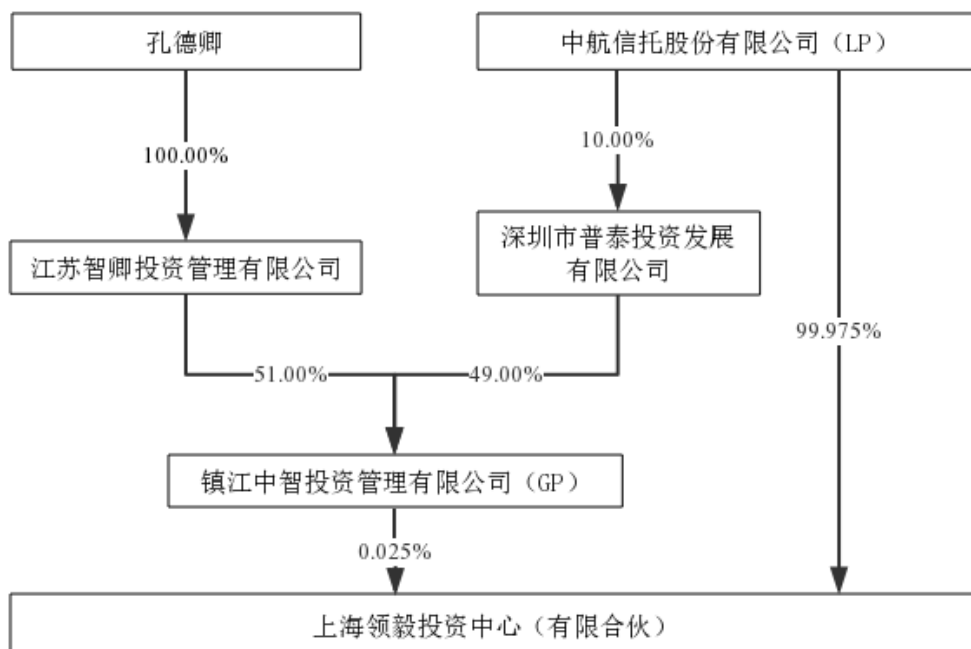 孔德卿
中航信托股份有限公司（LP）
100.00%
10.00%
江苏智卿投资管理有限公司
深圳市普泰投资发展
有限公司
99.975%
51.00%
49.00%
镇江中智投资管理有限公司（GP）
0.025%
上海领毅投资中心（有限合伙）